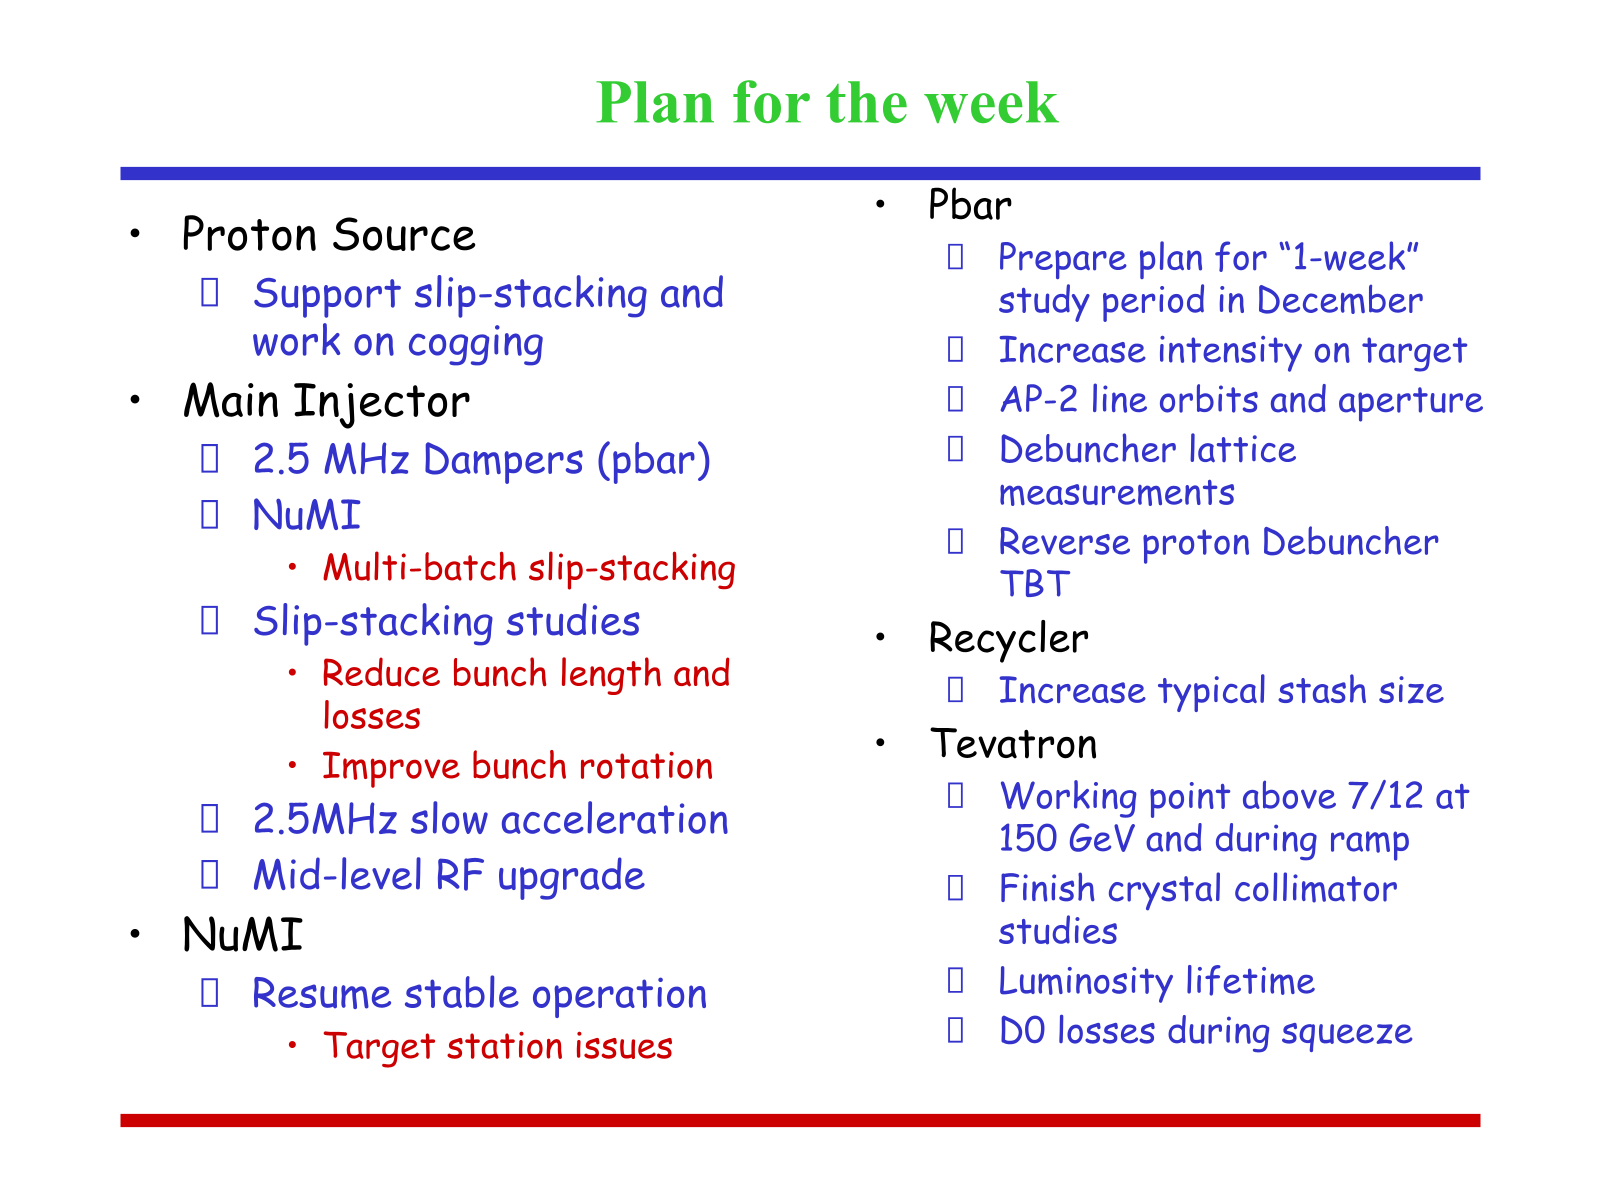 Plan for the week
• Proton Source
▯ Support slip-stacking and
work on cogging
• Main Injector
▯ 2.5 MHz Dampers (pbar)
▯ NuMI
• Multi-batch slip-stacking
▯ Slip-stacking studies
• Reduce bunch length and
losses
• Improve bunch rotation
▯ 2.5MHz slow acceleration
▯ Mid-level RF upgrade
• NuMI
▯ Resume stable operation
• Target station issues
• Pbar
▯ Prepare plan for “1-week”
study period in December
▯ Increase intensity on target
▯ AP-2 line orbits and aperture
▯ Debuncher lattice
measurements
▯ Reverse proton Debuncher
TBT
• Recycler
▯ Increase typical stash size
• Tevatron
▯ Working point above 7/12 at
150 GeV and during ramp
▯ Finish crystal collimator
studies
▯ Luminosity lifetime
▯ D0 losses during squeeze